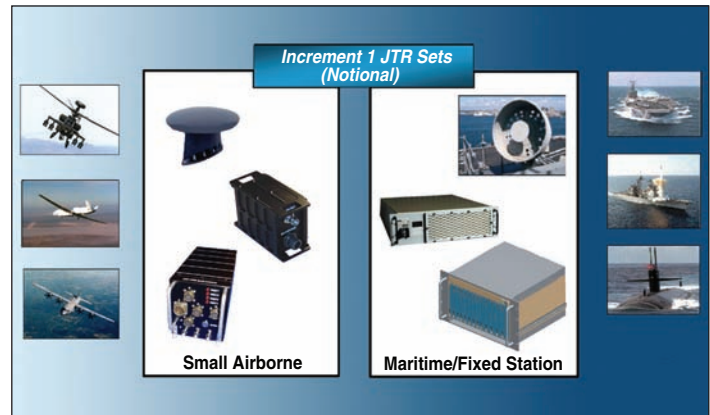 Increment 1 JTR Sets
(Notional)
Small Airborne
Maritime/Fixed Station